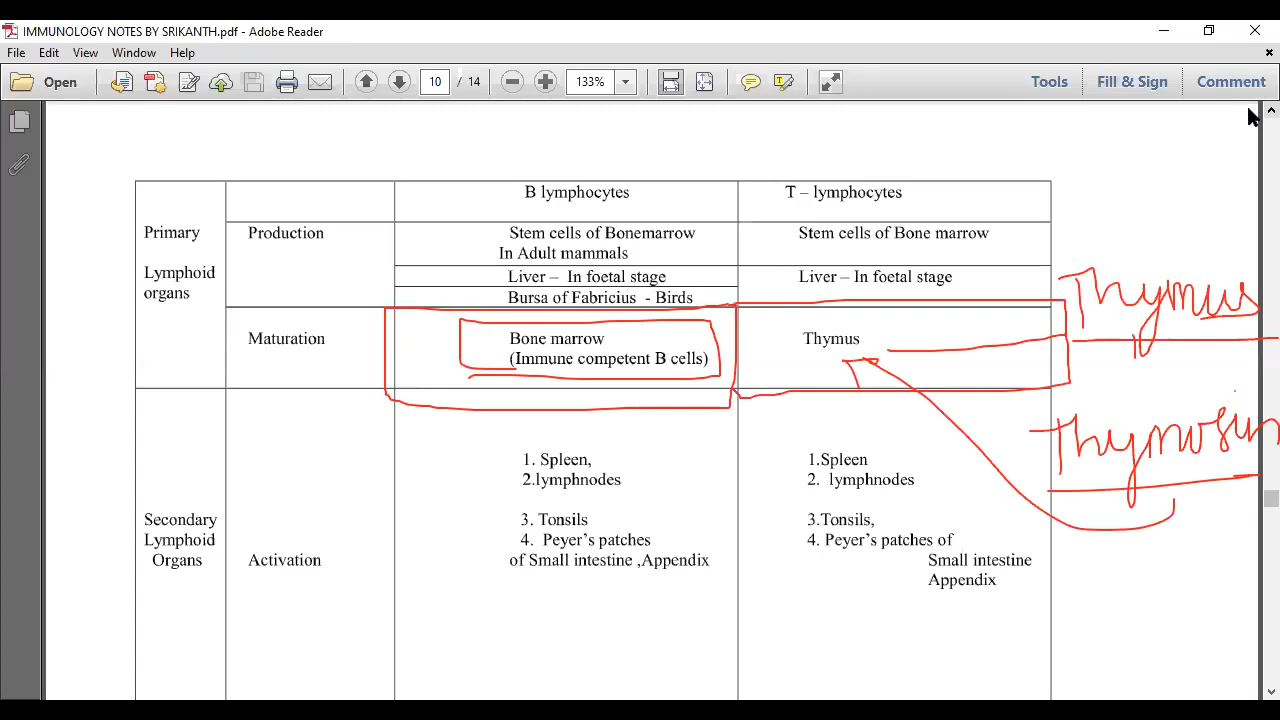 IMMUNOLOGY NOTES BY SRIKANTH.pdf - Adobe Reader
File Edit View Window Help
Open 10 / 14 133% Tools Fill & Sign Comment
B lymphocytes T – lymphocytes
Primary Production Stem cells of Bonemarrow Stem cells of Bone marrow
In Adult mammals
Lymphoid Liver – In foetal stage Liver – In foetal stage
organs Bursa of Fabricius - Birds
Thymus
Maturation Bone marrow Thymus
(Immune competent B cells)
Thymosin
1. Spleen, 1.Spleen
2.lymphnodes 2. lymphnodes
Secondary 3. Tonsils 3.Tonsils,
Lymphoid 4. Peyer's patches 4. Peyer's patches of
Organs Activation of Small intestine ,Appendix Small intestine
Appendix